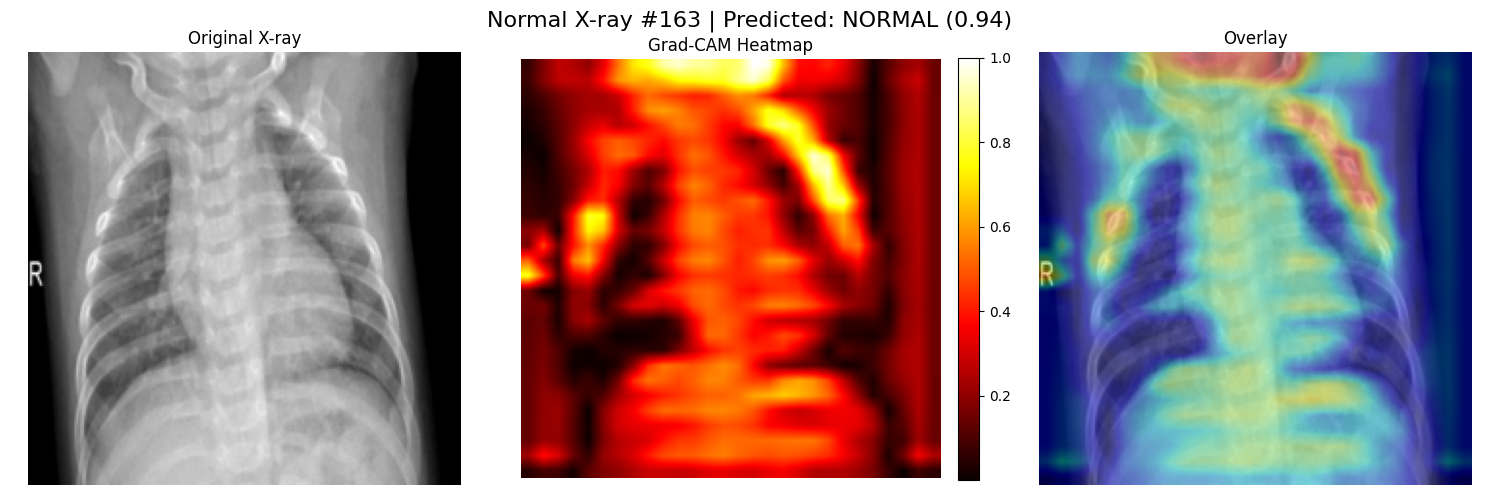 Normal X-ray #163 | Predicted: NORMAL (0.94)
Original X-ray
Grad-CAM Heatmap
Overlay
R
1.0
0.8
0.6
0.4
0.2
R